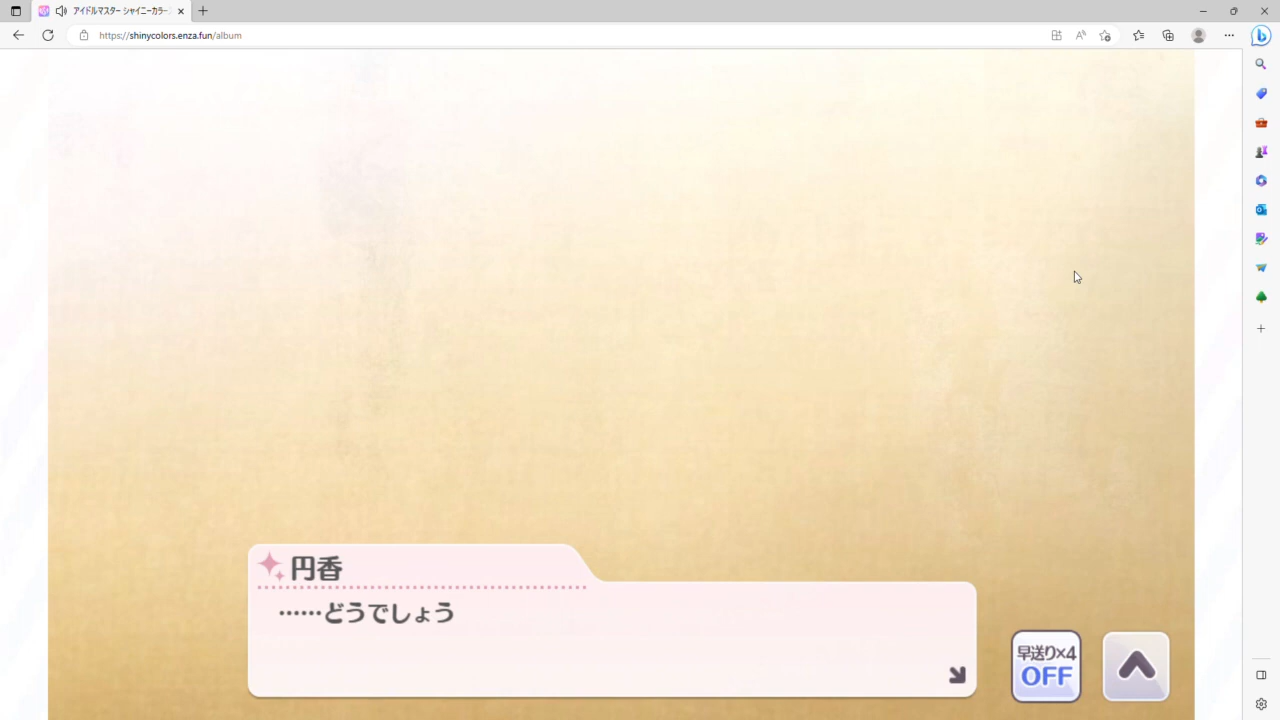 アイドルマスター シャイニーカラー
https://shinycolors.enza.fun/album
円香
……どうでしょう
早送り×4
OFF